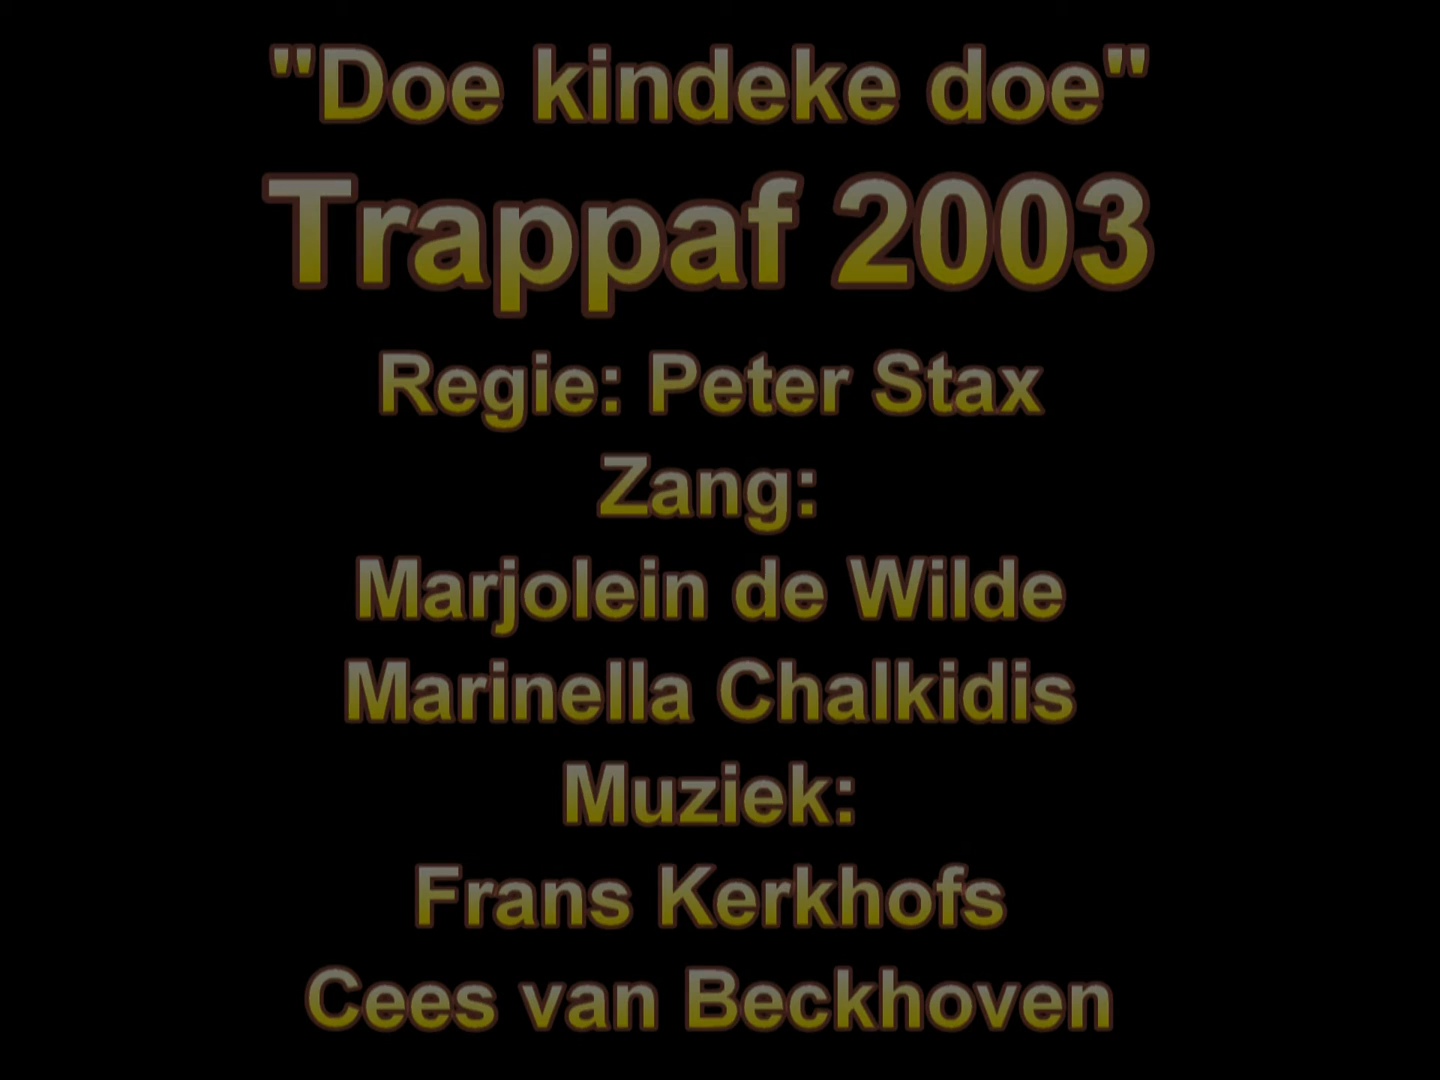 "Doe kindeke doe"
Trappaf 2003
Regie: Peter Stax
Zang:
Marjolein de Wilde
Marinella Chalkidis
Muziek:
Frans Kerkhofs
Cees van Beckhoven